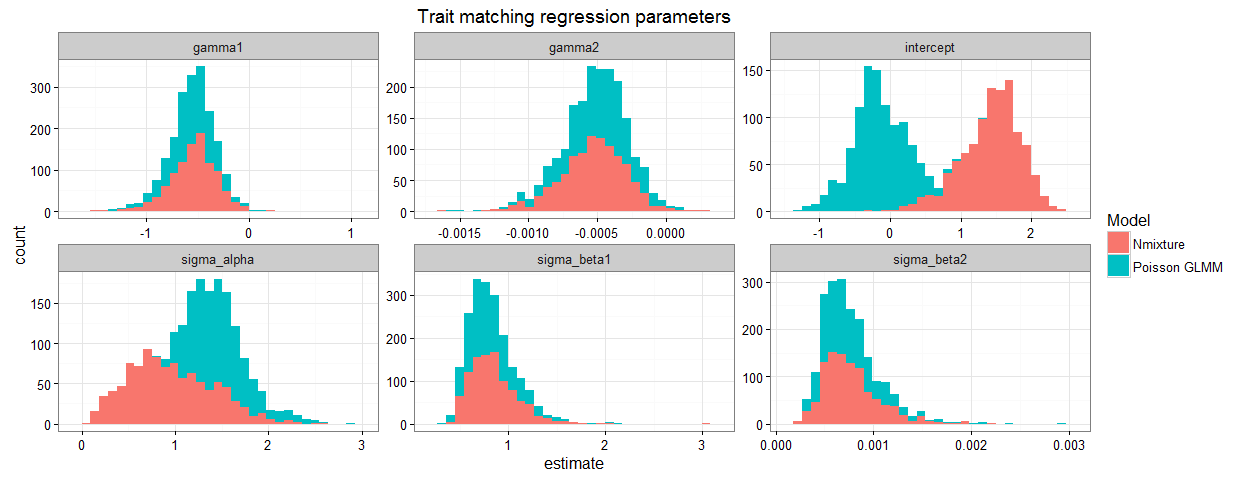 Trait matching regression parameters
gamma1 gamma2 intercept
300
200
100
0
-1 0 1
200
150
100
50
0
-0.0015 -0.0010 -0.0005 0.0000
150
100
50
0
-1 0 1 2
count
sigma_alpha sigma_beta1 sigma_beta2
150
100
50
0
0 1 2 3
300
200
100
0
1 2 3
300
200
100
0
0.000 0.001 0.002 0.003
estimate
Model
Nmixture
Poisson GLMM